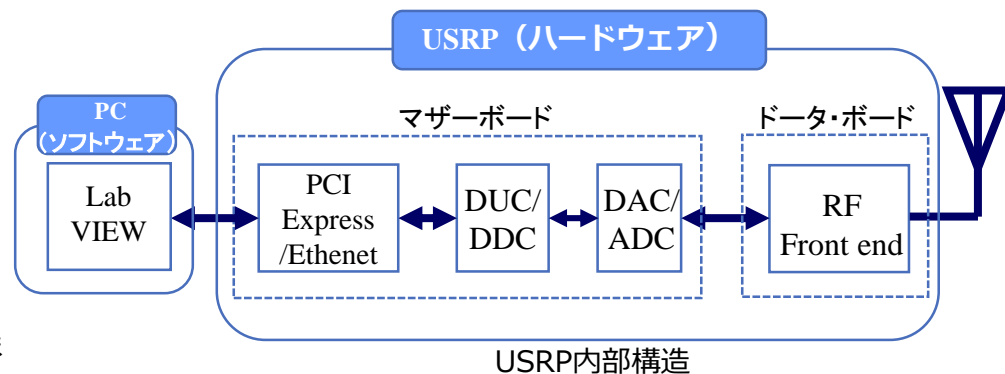 USRP（ハードウェア）
PC
（ソフトウェア）
マザーボード
ドータ・ボード
Lab
VIEW
PCI
Express
/Ethenet
DUC/
DDC
DAC/
ADC
RF
Front end
USRP内部構造